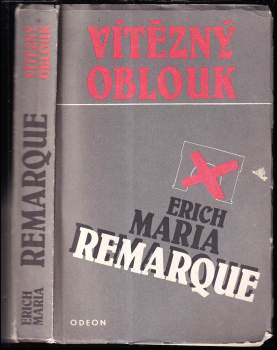 VÍTĚZNÝ
OBLOUK
ERICH
MARIA
REMARQUE
ODEON
ERICH
MARIA
REMARQUE
VÍTĚZNÝ
OBLOUK